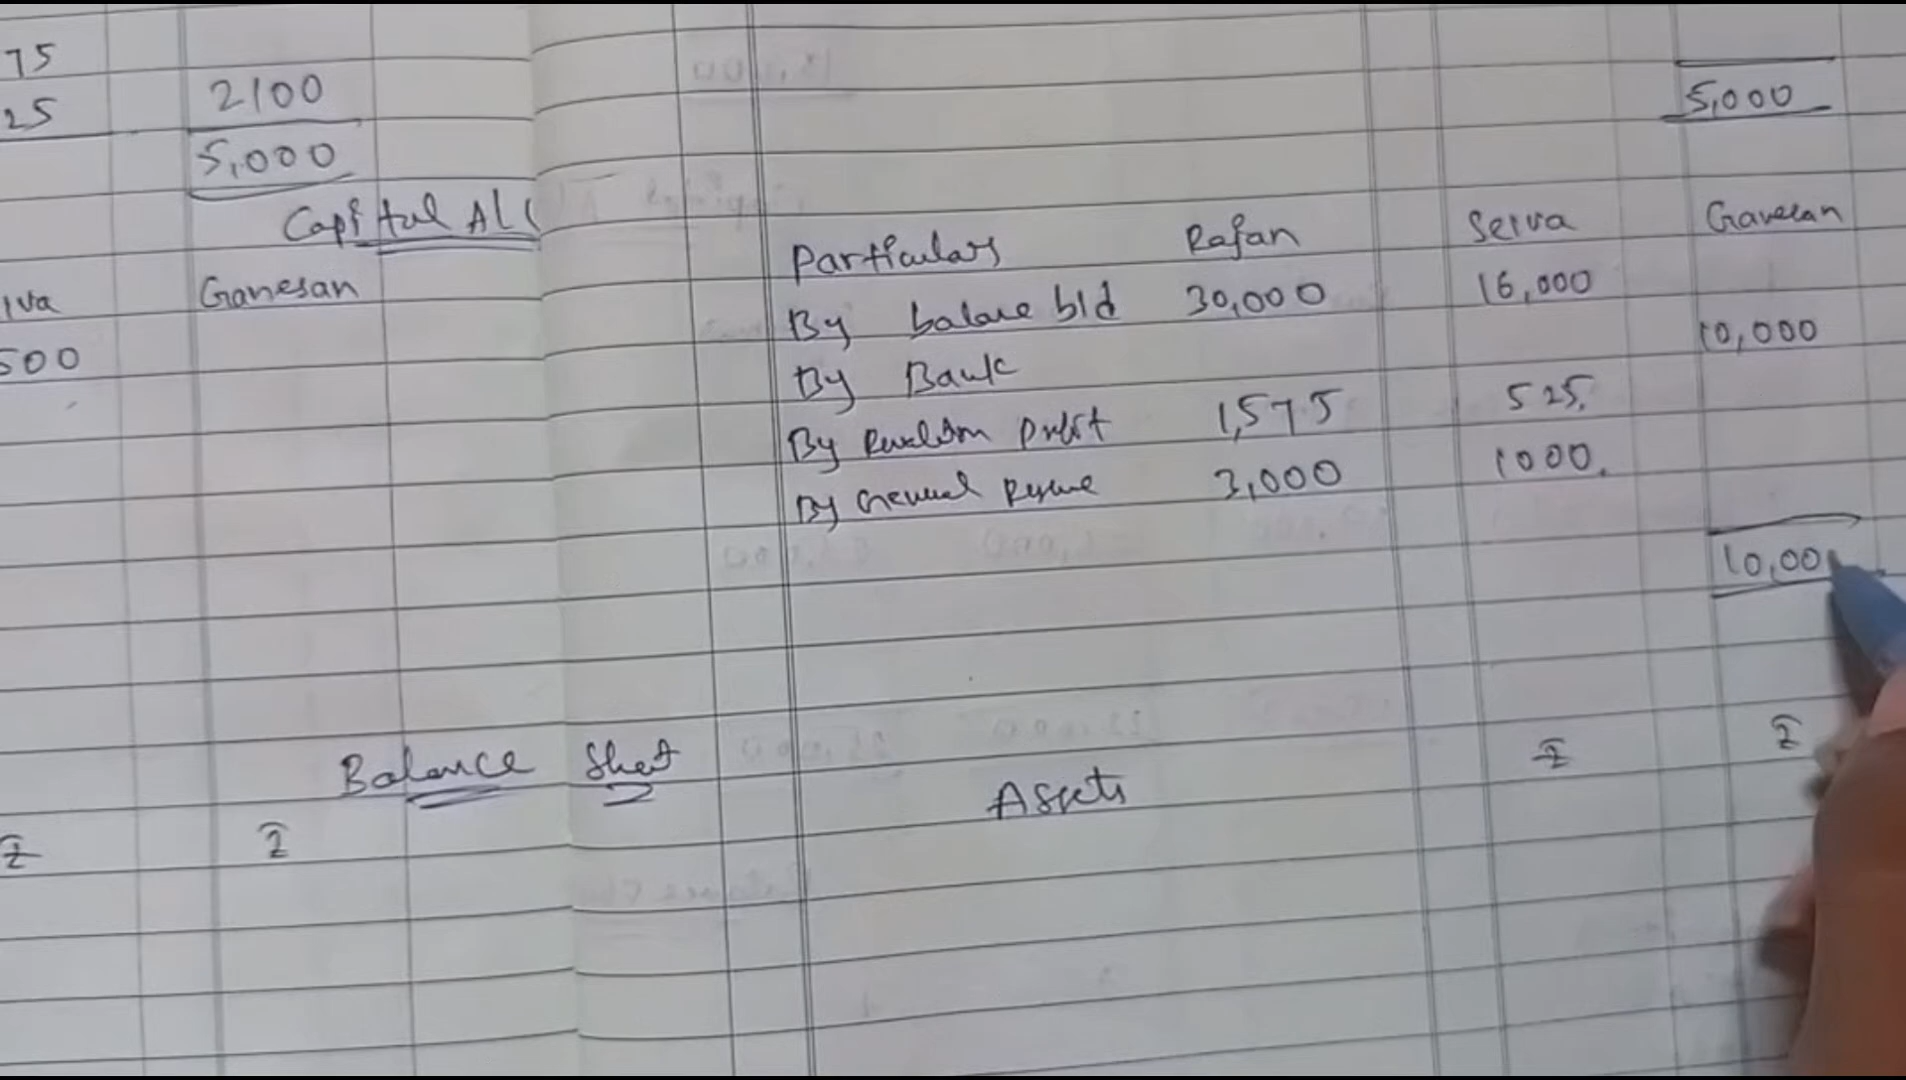 75
25 2100
5,000 5,000
Capital A/c
Particulars Rajan Selva Ganesan
lva Ganesan
By balance b/d 30,000 16,000
500
By Bank 10,000
By Revaluation Profit 1,575 525.
By General Reserve 3,000 1000.
10,00
Balance Sheet
Assets ₹ ₹
₹ ₹